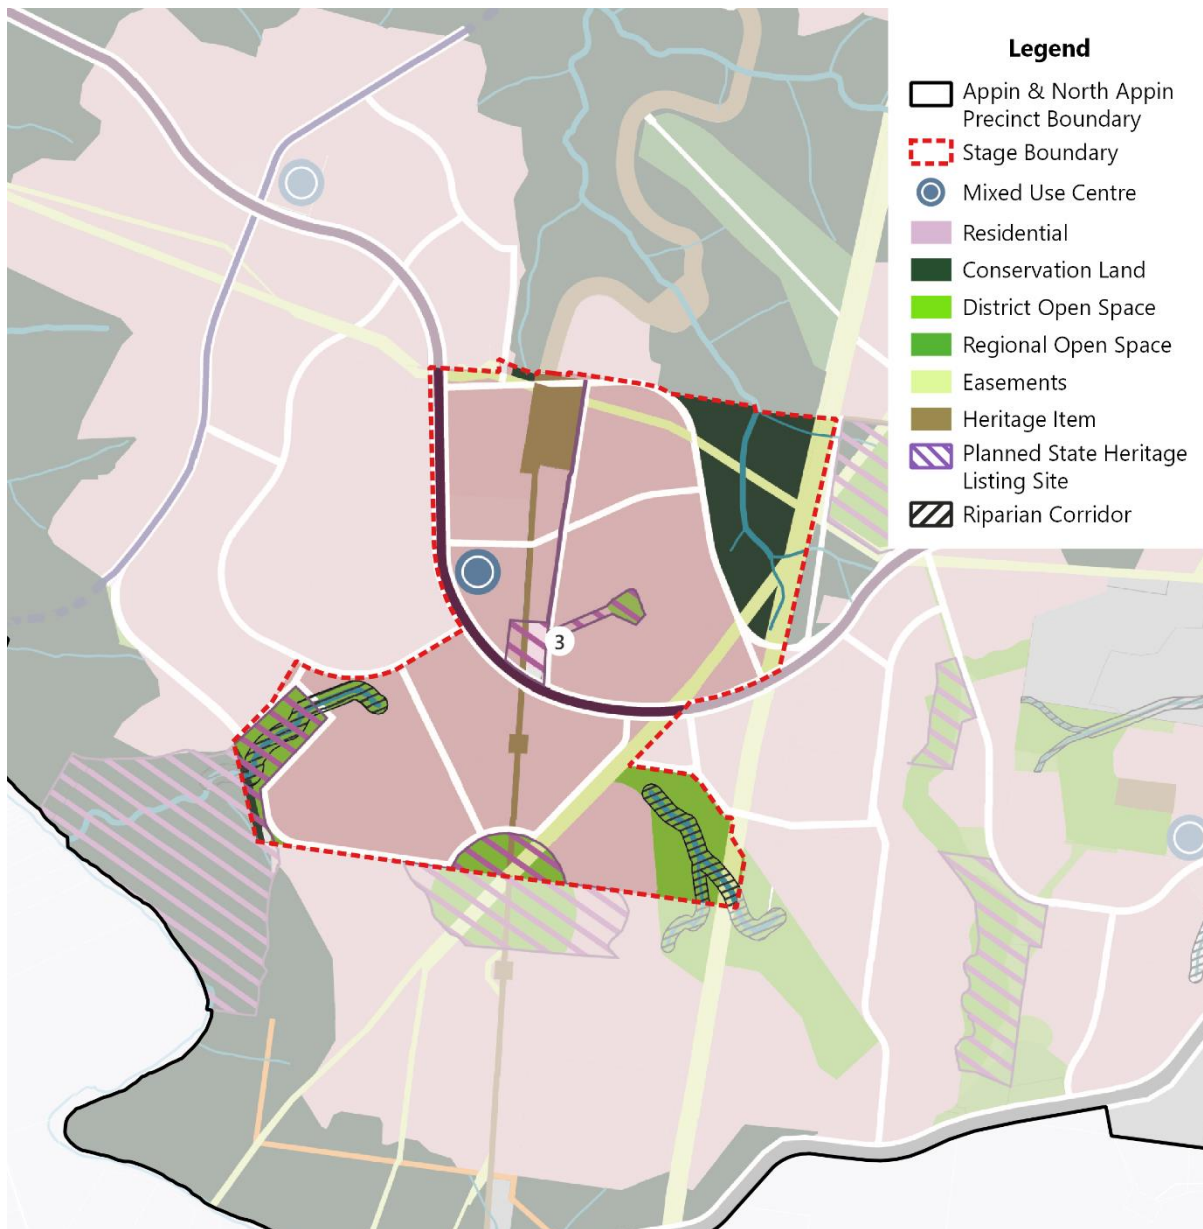 Legend
Appin & North Appin
Precinct Boundary
Stage Boundary
Mixed Use Centre
Residential
Conservation Land
District Open Space
Regional Open Space
Easements
Heritage Item
Planned State Heritage
Listing Site
Riparian Corridor
3